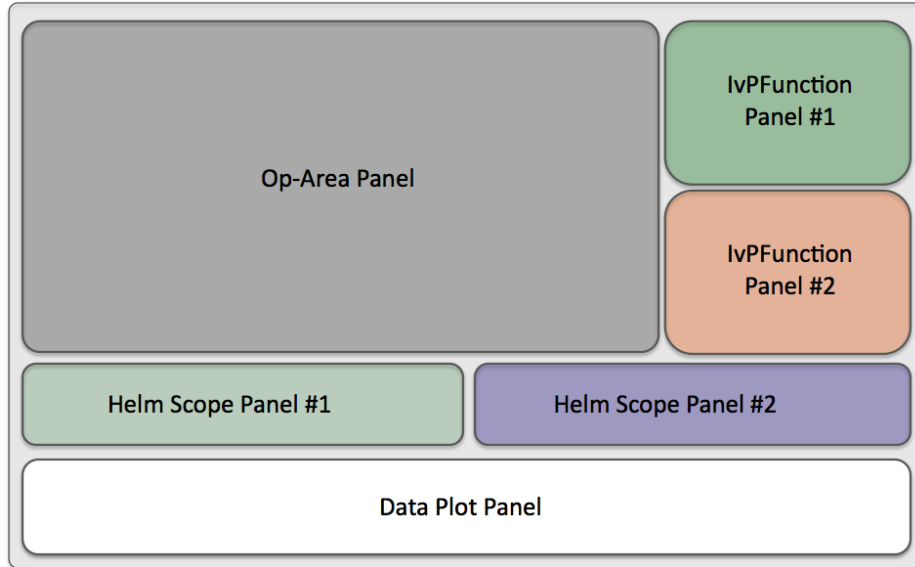 Op-Area Panel
IvPFunction
Panel #1
IvPFunction
Panel #2
Helm Scope Panel #1
Helm Scope Panel #2
Data Plot Panel